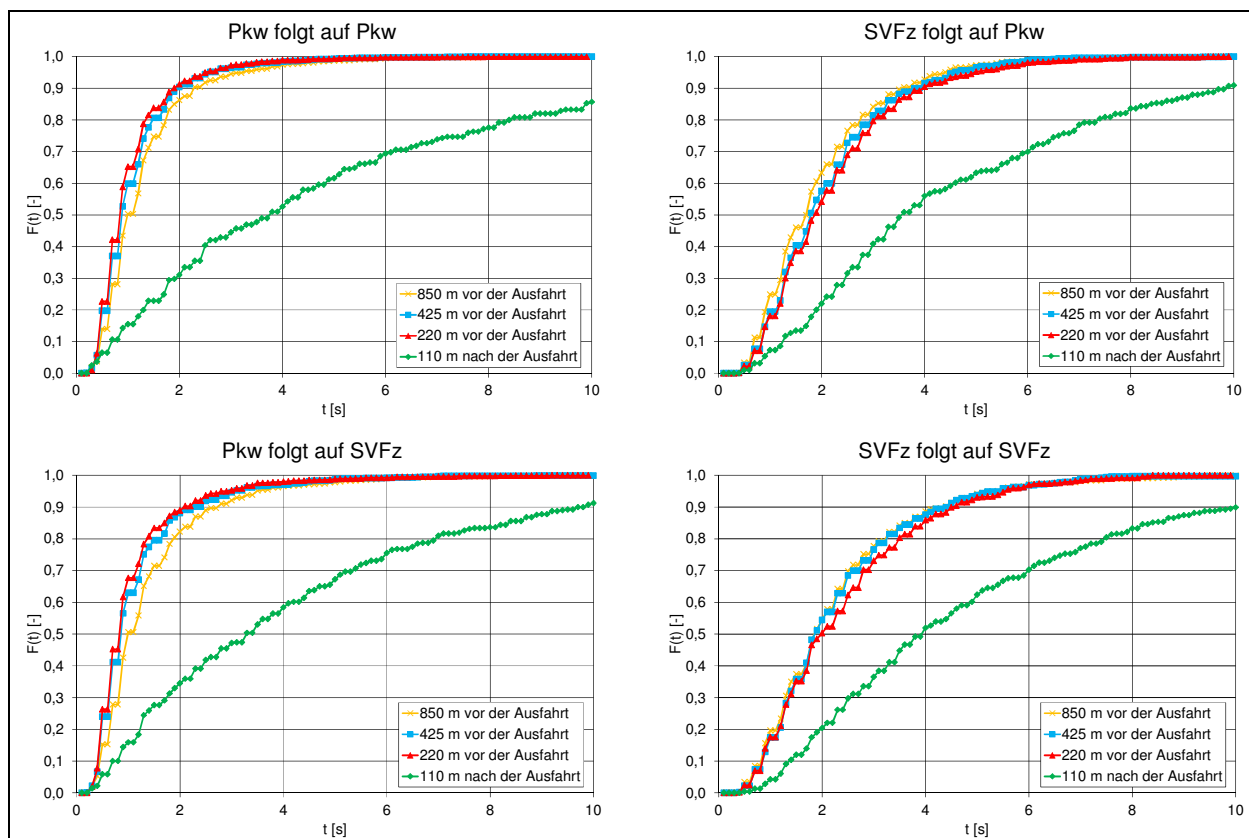 Pkw folgt auf Pkw
1,0
0,9
0,8
0,7
0,6
0,5
0,4
0,3
0,2
0,1
0,0
F(t) [-]
0 2 4 6 8 10
t [s]
850 m vor der Ausfahrt
425 m vor der Ausfahrt
220 m vor der Ausfahrt
110 m nach der Ausfahrt
SVFz folgt auf Pkw
1,0
0,9
0,8
0,7
0,6
0,5
0,4
0,3
0,2
0,1
0,0
F(t) [-]
0 2 4 6 8 10
t [s]
850 m vor der Ausfahrt
425 m vor der Ausfahrt
220 m vor der Ausfahrt
110 m nach der Ausfahrt
Pkw folgt auf SVFz
1,0
0,9
0,8
0,7
0,6
0,5
0,4
0,3
0,2
0,1
0,0
F(t) [-]
0 2 4 6 8 10
t [s]
850 m vor der Ausfahrt
425 m vor der Ausfahrt
220 m vor der Ausfahrt
110 m nach der Ausfahrt
SVFz folgt auf SVFz
1,0
0,9
0,8
0,7
0,6
0,5
0,4
0,3
0,2
0,1
0,0
F(t) [-]
0 2 4 6 8 10
t [s]
850 m vor der Ausfahrt
425 m vor der Ausfahrt
220 m vor der Ausfahrt
110 m nach der Ausfahrt